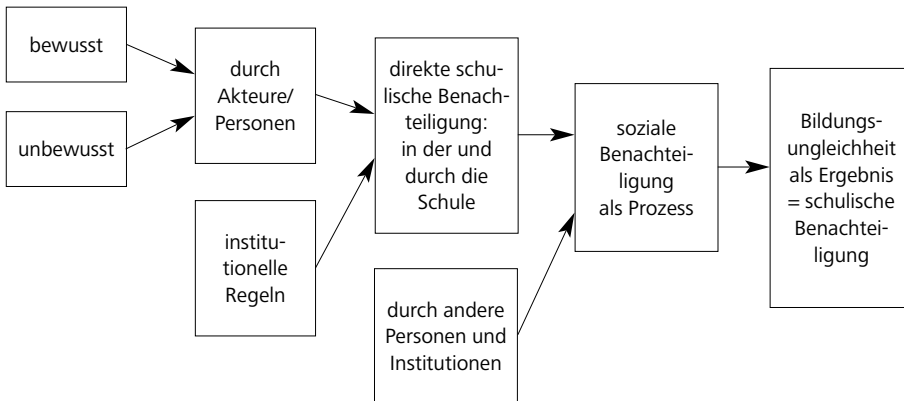 bewusst
unbewusst
durch
Akteure/
Personen
institu-
tionelle
Regeln
direkte schu-
lische Benach-
teiligung:
in der und
durch die
Schule
durch andere
Personen und
Institutionen
soziale
Benachtei-
ligung
als Prozess
Bildungs-
ungleichheit
als Ergebnis
= schulische
Benachtei-
ligung